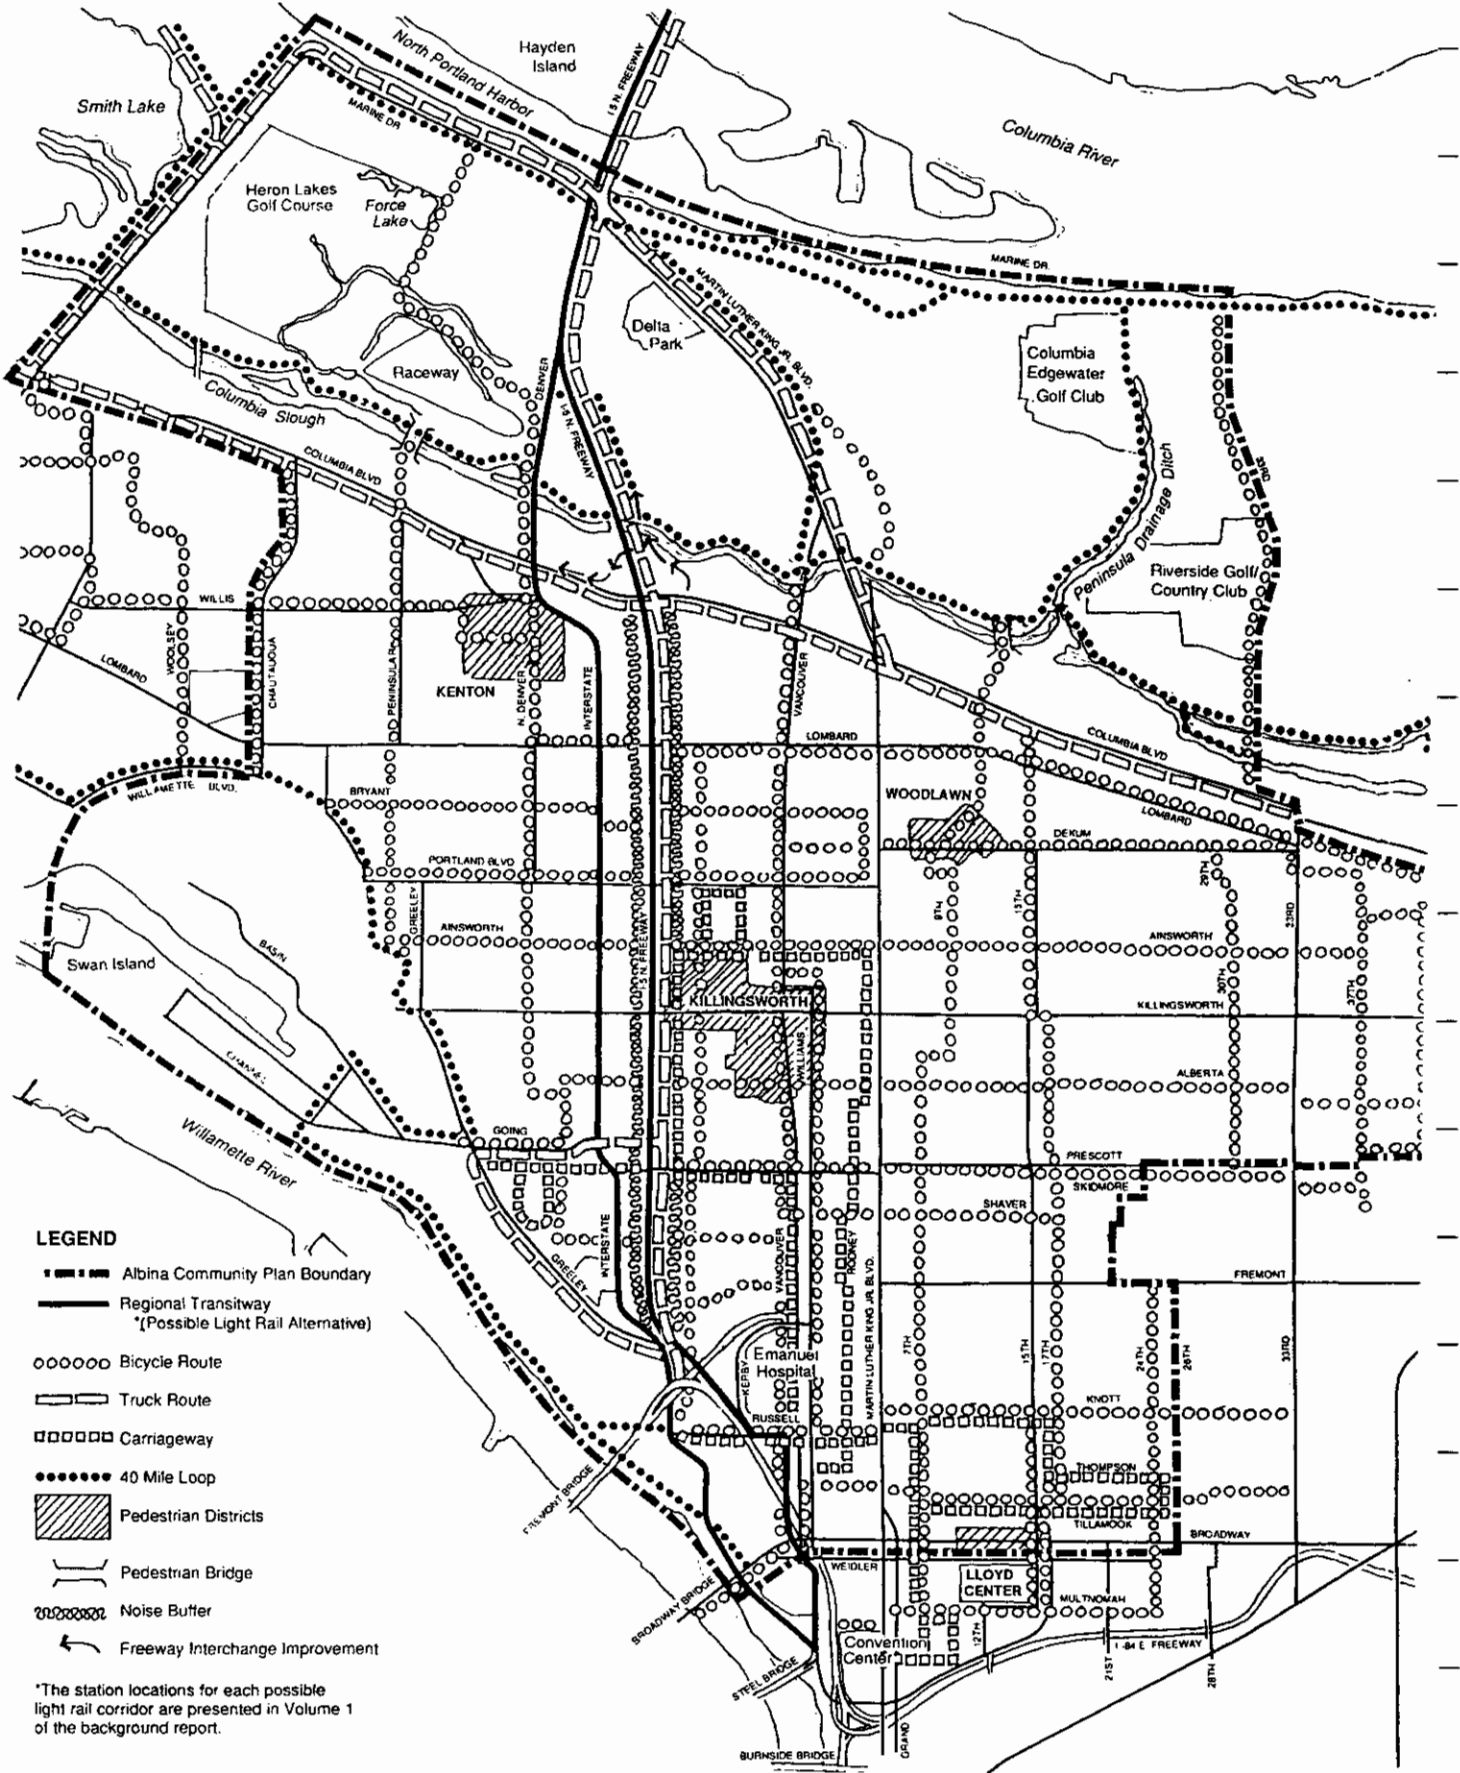 Hayden
Island
I 5 N. FREEWAY
North Portland Harbor
Smith Lake
MARINE DR
Columbia River
Heron Lakes
Golf Course
Force
Lake
MARINE DR.
MARTIN LUTHER KING JR. BLVD.
Delta
Park
Columbia
Edgewater
Golf Club
DENVER
Raceway
Columbia Slough
I-5 N. FREEWAY
COLUMBIA BLVD
33RD
Peninsula Drainage Ditch
Riverside Golf/
Country Club
WILLIS
WOOLSEY
CHAUTAUQUA
LOMBARD
PENINSULAR
KENTON
N. DENVER
INTERSTATE
VANCOUVER
LOMBARD
COLUMBIA BLVD
WILLAMETTE BLVD.
BRYANT
WOODLAWN
LOMBARD
DEKUM
PORTLAND BLVD
29TH
GREELEY
9TH
15TH
33RD
AINSWORTH
I-5 N. FREEWAY
AINSWORTH
BASIN
Swan Island
KILLINGSWORTH
30TH
37TH
KILLINGSWORTH
WILLIAMS
CHANNEL
ALBERTA
GOING
Willamette River
PRESCOTT
SKIDMORE
SHAVER
INTERSTATE
VANCOUVER
RODNEY
GREELEY
MARTIN LUTHER KING JR. BLVD.
FREMONT
7TH
15TH
17TH
24TH
26TH
33RD
Emanuel
Hospital
KERBY
KNOTT
RUSSELL
THOMPSON
FREMONT BRIDGE
TILLAMOOK
BROADWAY
WEIDLER
LLOYD
CENTER
MULTNOMAH
BROADWAY BRIDGE
12TH
Convention
Center
I-84 E FREEWAY
21ST
28TH
STEEL BRIDGE
GRAND
BURNSIDE BRIDGE
LEGEND
Albina Community Plan Boundary
Regional Transitway
*(Possible Light Rail Alternative)
Bicycle Route
Truck Route
Carriageway
40 Mile Loop
Pedestrian Districts
Pedestrian Bridge
Noise Buffer
Freeway Interchange Improvement
*The station locations for each possible
light rail corridor are presented in Volume 1
of the background report.